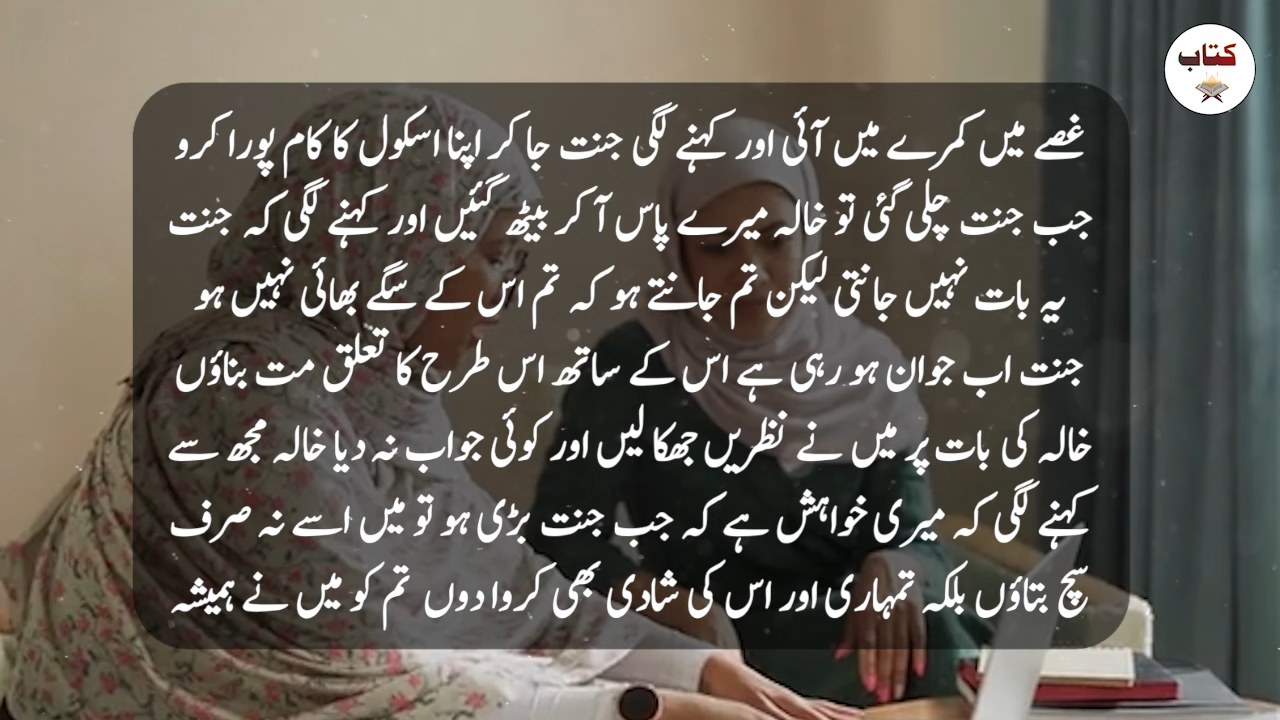 کتاب
غصے میں کمرے میں آئی اور کہنے لگی جنت جا کر اپنا اسکول کا کام پورا کرو
جب جنت چلی گئی تو خالہ میرے پاس آ کر بیٹھ گئیں اور کہنے لگی کہ جنت
یہ بات نہیں جانتی لیکن تم جانتے ہو کہ تم اس کے سگے بھائی نہیں ہو
جنت اب جوان ہو رہی ہے اس کے ساتھ اس طرح کا تعلق مت بناؤں
خالہ کی بات پر میں نے نظریں جھکا لیں اور کوئی جواب نہ دیا خالہ مجھ سے
کہنے لگی کہ میری خواہش ہے کہ جب جنت بڑی ہو تو میں اسے نہ صرف
سچ بتاؤں بلکہ تمہاری اور اس کی شادی بھی کروا دوں تم کو میں نے ہمیشہ